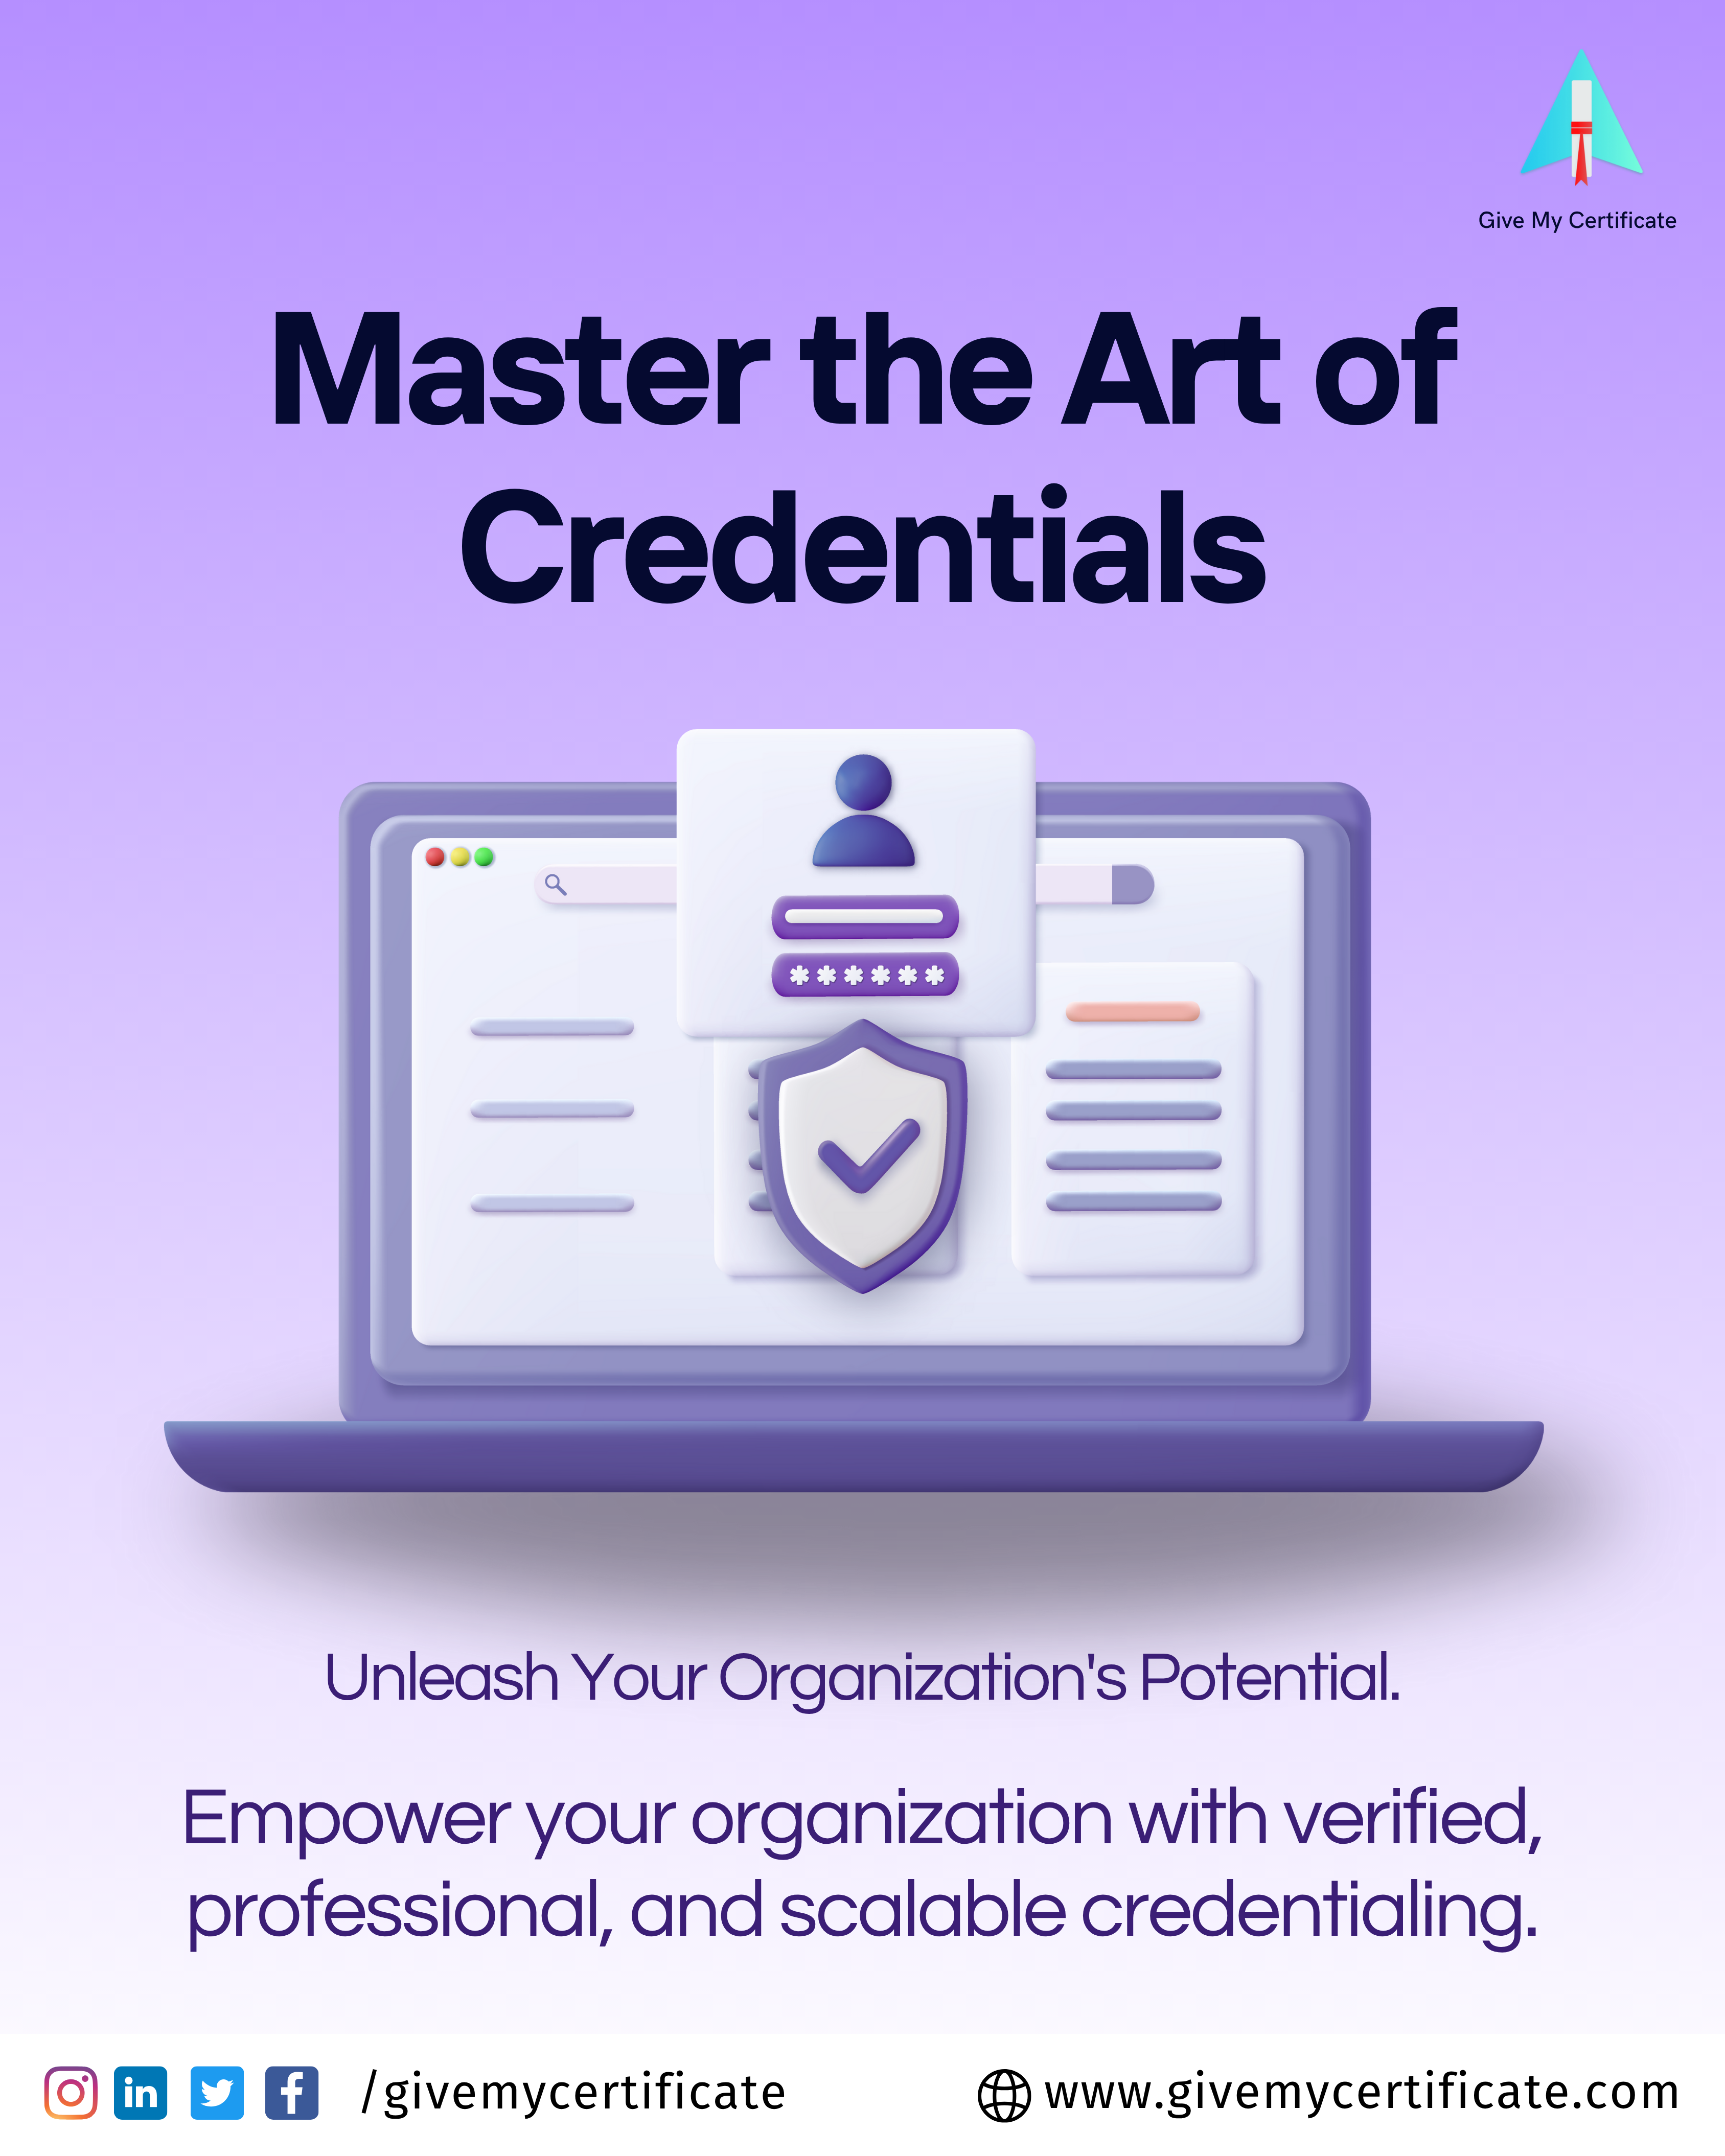 Give My Certificate
Master the Art of
Credentials
******
Unleash Your Organization's Potential.
Empower your organization with verified,
professional, and scalable credentialing.
in
/givemycertificate
www.givemycertificate.com